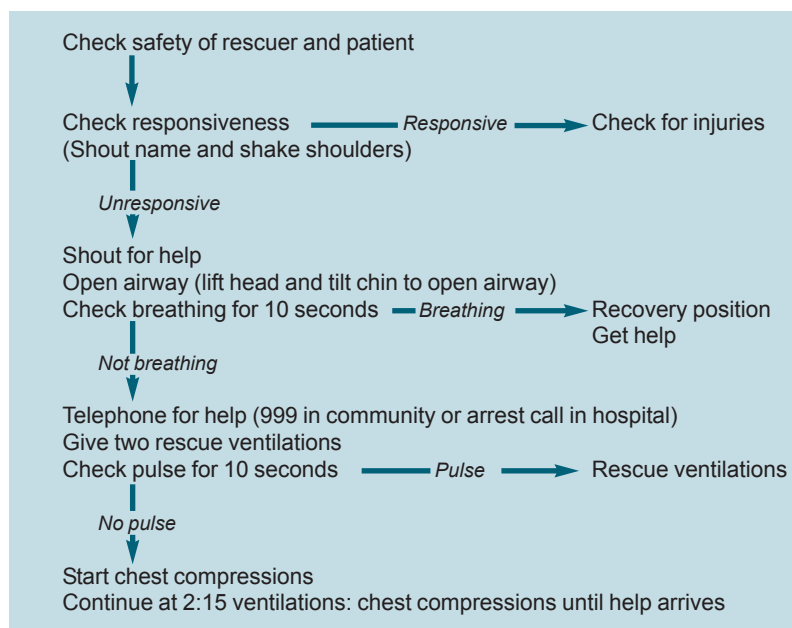 Check safety of rescuer and patient
Check responsiveness Responsive Check for injuries
(Shout name and shake shoulders)
Unresponsive
Shout for help
Open airway (lift head and tilt chin to open airway)
Check breathing for 10 seconds Breathing Recovery position
Get help
Not breathing
Telephone for help (999 in community or arrest call in hospital)
Give two rescue ventilations
Check pulse for 10 seconds Pulse Rescue ventilations
No pulse
Start chest compressions
Continue at 2:15 ventilations: chest compressions until help arrives